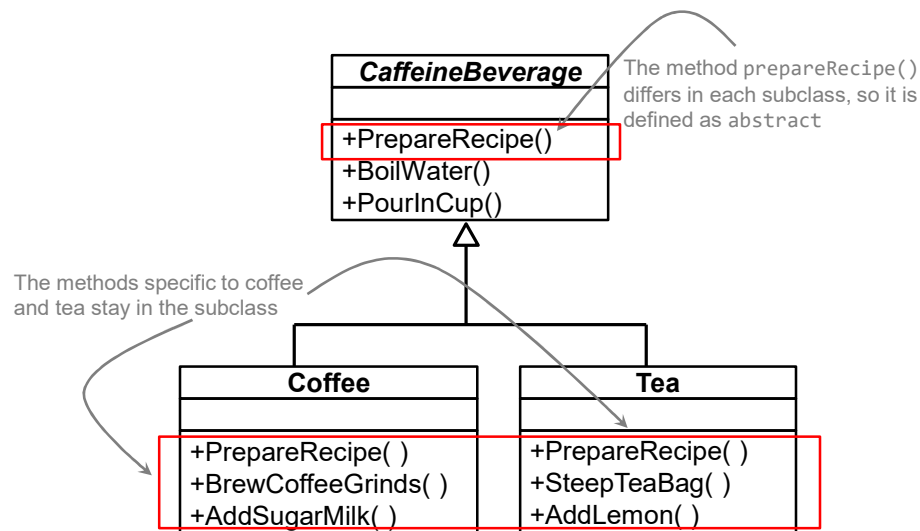 CaffeineBeverage
The method prepareRecipe()
differs in each subclass, so it is
defined as abstract
+PrepareRecipe()
+BoilWater()
+PourInCup()
The methods specific to coffee
and tea stay in the subclass
Coffee
+PrepareRecipe( )
+BrewCoffeeGrinds( )
+AddSugarMilk( )
Tea
+PrepareRecipe( )
+SteepTeaBag( )
+AddLemon( )